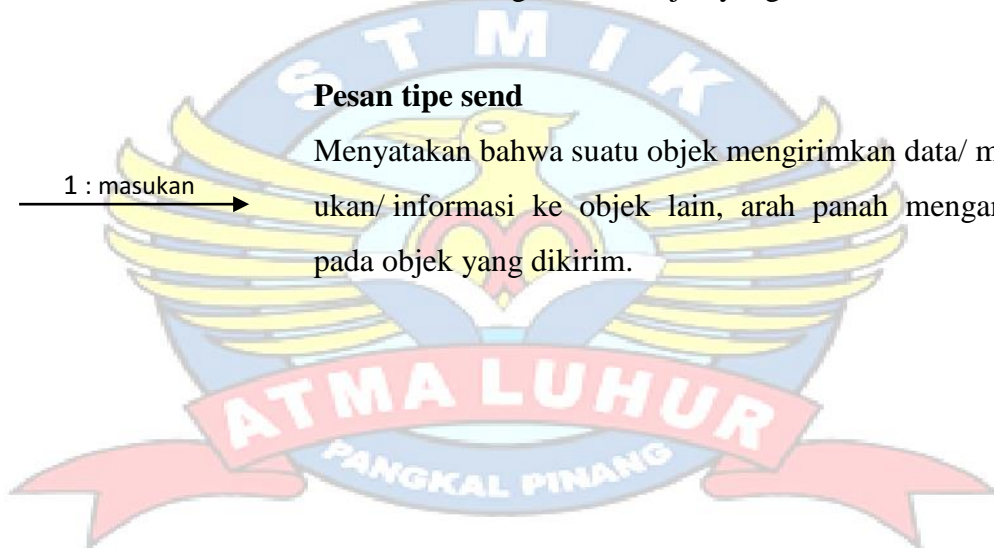 STMIK
Pesan tipe send
Menyatakan bahwa suatu objek mengirimkan data/ m
1 : masukan
ukan/ informasi ke objek lain, arah panah mengar
pada objek yang dikirim.
ATMA LUHUR
PANGKAL PINANG